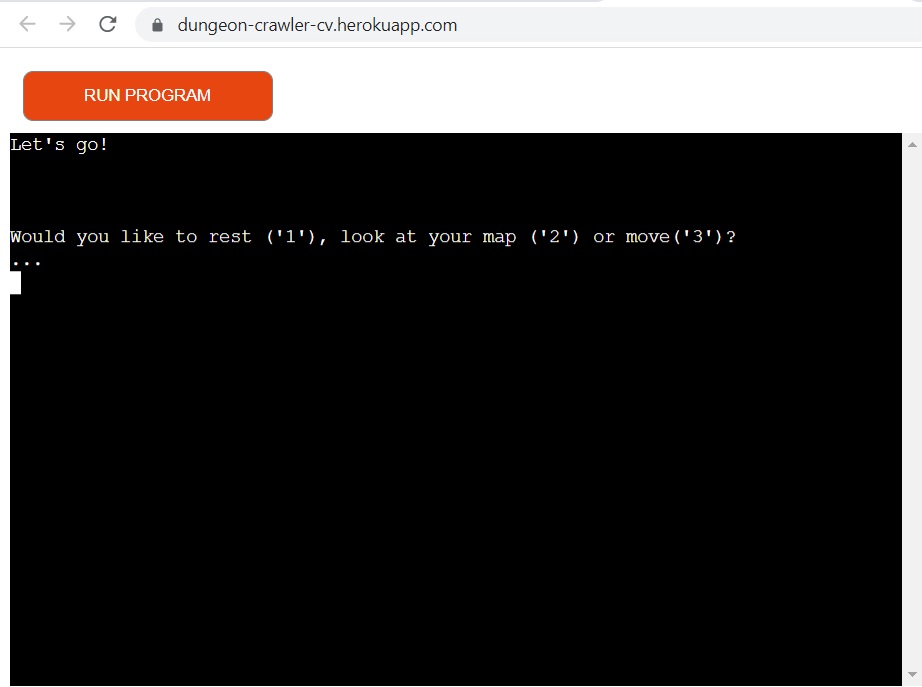 dungeon-crawler-cv.herokuapp.com
RUN PROGRAM
Let's go!
Would you like to rest ('1'), look at your map ('2') or move('3')?
...